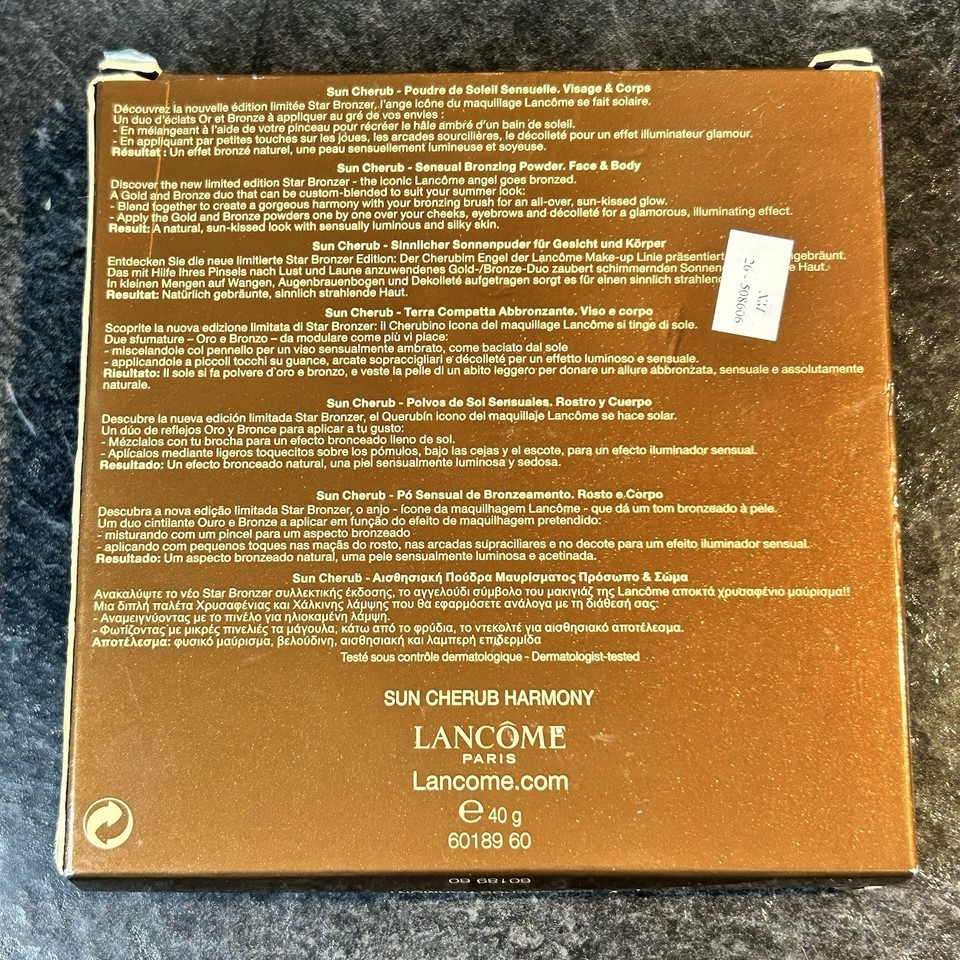 Sun Cherub - Poudre de Soleil Sensuelle. Visage & Corps
Découvrez la nouvelle édition limitée Star Bronzer, l'ange icône du maquillage Lancôme se fait solaire.
Un duo d'éclats Or et Bronze à appliquer au gré de vos envies :
- En mélangeant à l'aide de votre pinceau pour récréer le hâle ambré d'un bain de soleil.
- En appliquant par petites touches sur les joues, les arcades sourcilières, le décolleté pour un effet illuminateur glamour.
Résultat : Un effet bronzé naturel, une peau sensuellement lumineuse et soyeuse.
Sun Cherub - Sensual Bronzing Powder. Face & Body
Discover the new limited edition Star Bronzer - the iconic Lancôme angel goes bronzed.
A Gold and Bronze duo that can be custom-blended to suit your summer look:
- Blend together to create a gorgeous harmony with your bronzing brush for an all-over, sun-kissed glow.
- Apply the Gold and Bronze powders one by one over your cheeks, eyebrows and décolleté for a glamorous, illuminating effect.
Result: A natural, sun-kissed look with sensually luminous and silky skin.
Sun Cherub - Sinnlicher Sonnenpuder für Gesicht und Körper
Entdecken Sie die neue limitierte Star Bronzer Edition: Der Cherubim Engel der Lancôme Make-up Linie präsentiert ngebräunt.
Das mit Hilfe Ihres Pinsels nach Lust und Laune anzuwendenes Gold-/Bronze-Duo zaubert schimmernden Sonnen e Haut.
In kleinen Mengen auf Wangen, Augenbrauenbogen und Dekolleté aufgetragen sorgt es für einen sinnlich strahlend
Resultat: Natürlich gebräunte, sinnlich strahlende Haut.
26 - 508606
Sun Cherub - Terra Compatta Abbronzante. Viso e corpo
Scoprite la nuova edizione limitata di Star Bronzer: il Cherubino Icona del maquillage Lancôme si tinge di sole.
Due sfumature – Oro e Bronzo – da modulare come più vi piace:
- miscelandole col pennello per un viso sensualmente ambrato, come baciato dal sole
- applicandole a piccoli tocchi su guance, arcate sopraccigliari e décolleté per un effetto luminoso e sensuale.
Risultato: Il sole si fa polvere d'oro e bronzo, e veste la pelle di un abito leggero per donare un allure abbronzata, sensuale e assolutamente
naturale.
Sun Cherub - Polvos de Sol Sensuales. Rostro y Cuerpo
Descubre la nueva edición limitada Star Bronzer, el Querubín icono del maquillaje Lancôme se hace solar.
Un dúo de reflejos Oro y Bronce para aplicar a tu gusto:
- Mézclalos con tu brocha para un efecto bronceado lleno de sol.
- Aplícalos mediante ligeros toquecitos sobre los pómulos, bajo las cejas y el escote, para un efecto iluminador sensual.
Resultado: Un efecto bronceado natural, una piel sensualmente luminosa y sedosa.
Sun Cherub - Pó Sensual de Bronzeamento. Rosto e Corpo
Descubra a nova edição limitada Star Bronzer, o anjo - ícone da maquilhagem Lancôme - que dá um tom bronzeado à pele.
Um duo cintilante Ouro e Bronze a aplicar em função do efeito de maquilhagem pretendido:
- misturando com um pincel para um aspecto bronzeado
- aplicando com pequenos toques nas maçãs do rosto, nas arcadas supraciliares e no decote para um efeito iluminador sensual.
Resultado: Um aspecto bronzeado natural, uma pele sensualmente luminosa e acetinada.
Sun Cherub - Αισθησιακή Πούδρα Μαυρίσματος Πρόσωπο & Σώμα
Ανακαλύψτε το νέο Star Bronzer συλλεκτικής έκδοσης, το αγγελούδι σύμβολο του μακιγιάζ της Lancôme αποκτά χρυσαφένιο μαύρισμα!!
Μια διπλή παλέτα Χρυσαφένιας και Χάλκινης λάμψης που θα εφαρμόσετε ανάλογα με τη διάθεσή σας:
- Αναμειγνύοντας με το πινέλο για ηλιοκαμένη λάμψη.
- Φωτίζοντας με μικρές πινελιές τα μάγουλα, κάτω από το φρύδια, το ντεκολτέ για αισθησιακό αποτέλεσμα.
Αποτέλεσμα: φυσικό μαύρισμα, βελούδινη, αισθησιακή και λαμπερή επιδερμίδα
Testé sous contrôle dermatologique - Dermatologist-tested
SUN CHERUB HARMONY
LANCÔME
PARIS
Lancome.com
e 40 g
60189 60
60189 60